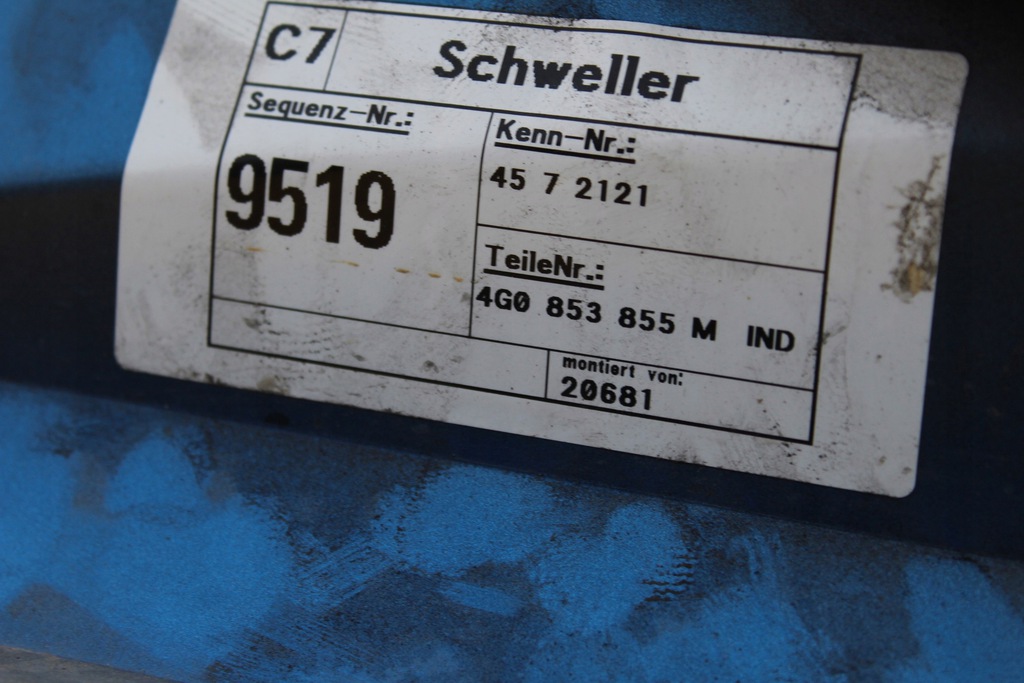 C7 Schweller
Sequenz-Nr.:
9519
Kenn-Nr.:
45 7 2121
TeileNr.:
4G0 853 855 M IND
montiert von:
20681